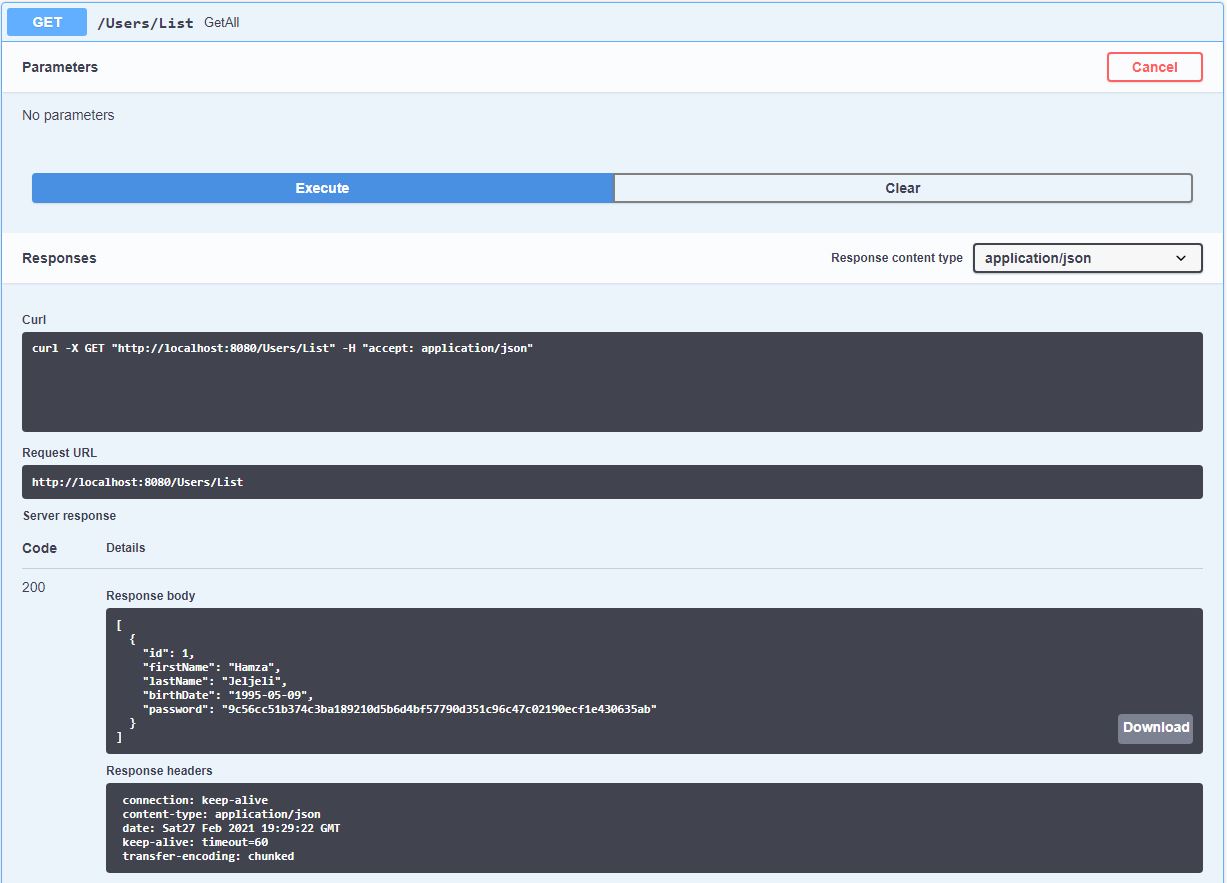 GET /Users/List GetAll
Parameters
Cancel
No parameters
Execute
Clear
Responses
Response content type
application/json
Curl
curl -X GET "http://localhost:8080/Users/List" -H "accept: application/json"
Request URL
http://localhost:8080/Users/List
Server response
Code
Details
200
Response body
[
  {
    "id": 1,
    "firstName": "Hamza",
    "lastName": "Jeljeli",
    "birthDate": "1995-05-09",
    "password": "9c56cc51b374c3ba189210d5b6d4bf57790d351c96c47c02190ecf1e430635ab"
  }
]
Download
Response headers
connection: keep-alive
content-type: application/json
date: Sat27 Feb 2021 19:29:22 GMT
keep-alive: timeout=60
transfer-encoding: chunked